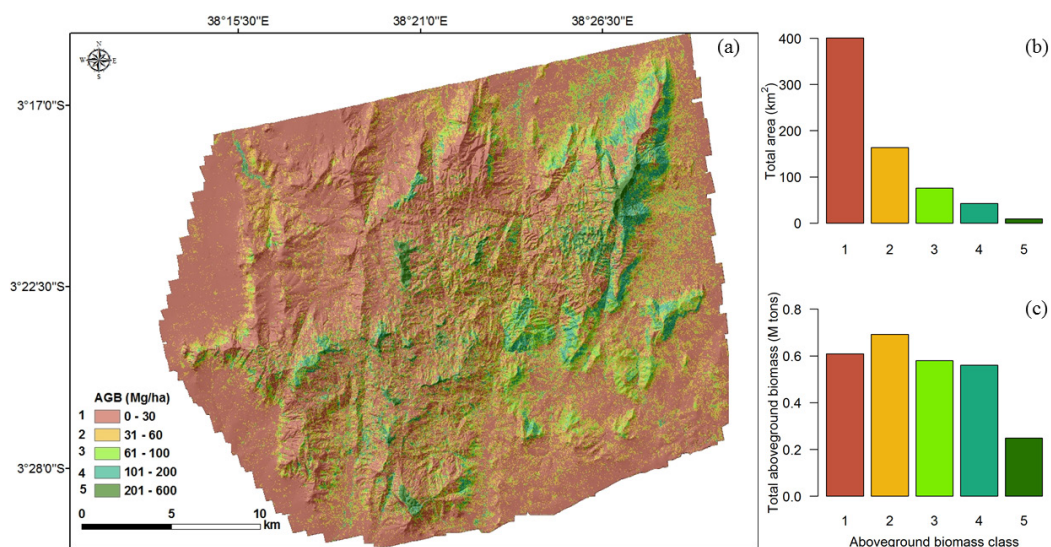 38°15'30"E 38°21'0"E 38°26'30"E
(a)
N
W E
S
3°17'0"S
3°22'30"S
3°28'0"S
AGB (Mg/ha)
1 0 - 30
2 31 - 60
3 61 - 100
4 101 - 200
5 201 - 600
0 5 10
km
(b)
Total area (km²)
400
300
200
100
0
1 2 3 4 5
(c)
Total aboveground biomass (M tons)
0.8
0.6
0.4
0.2
0.0
1 2 3 4 5
Aboveground biomass class